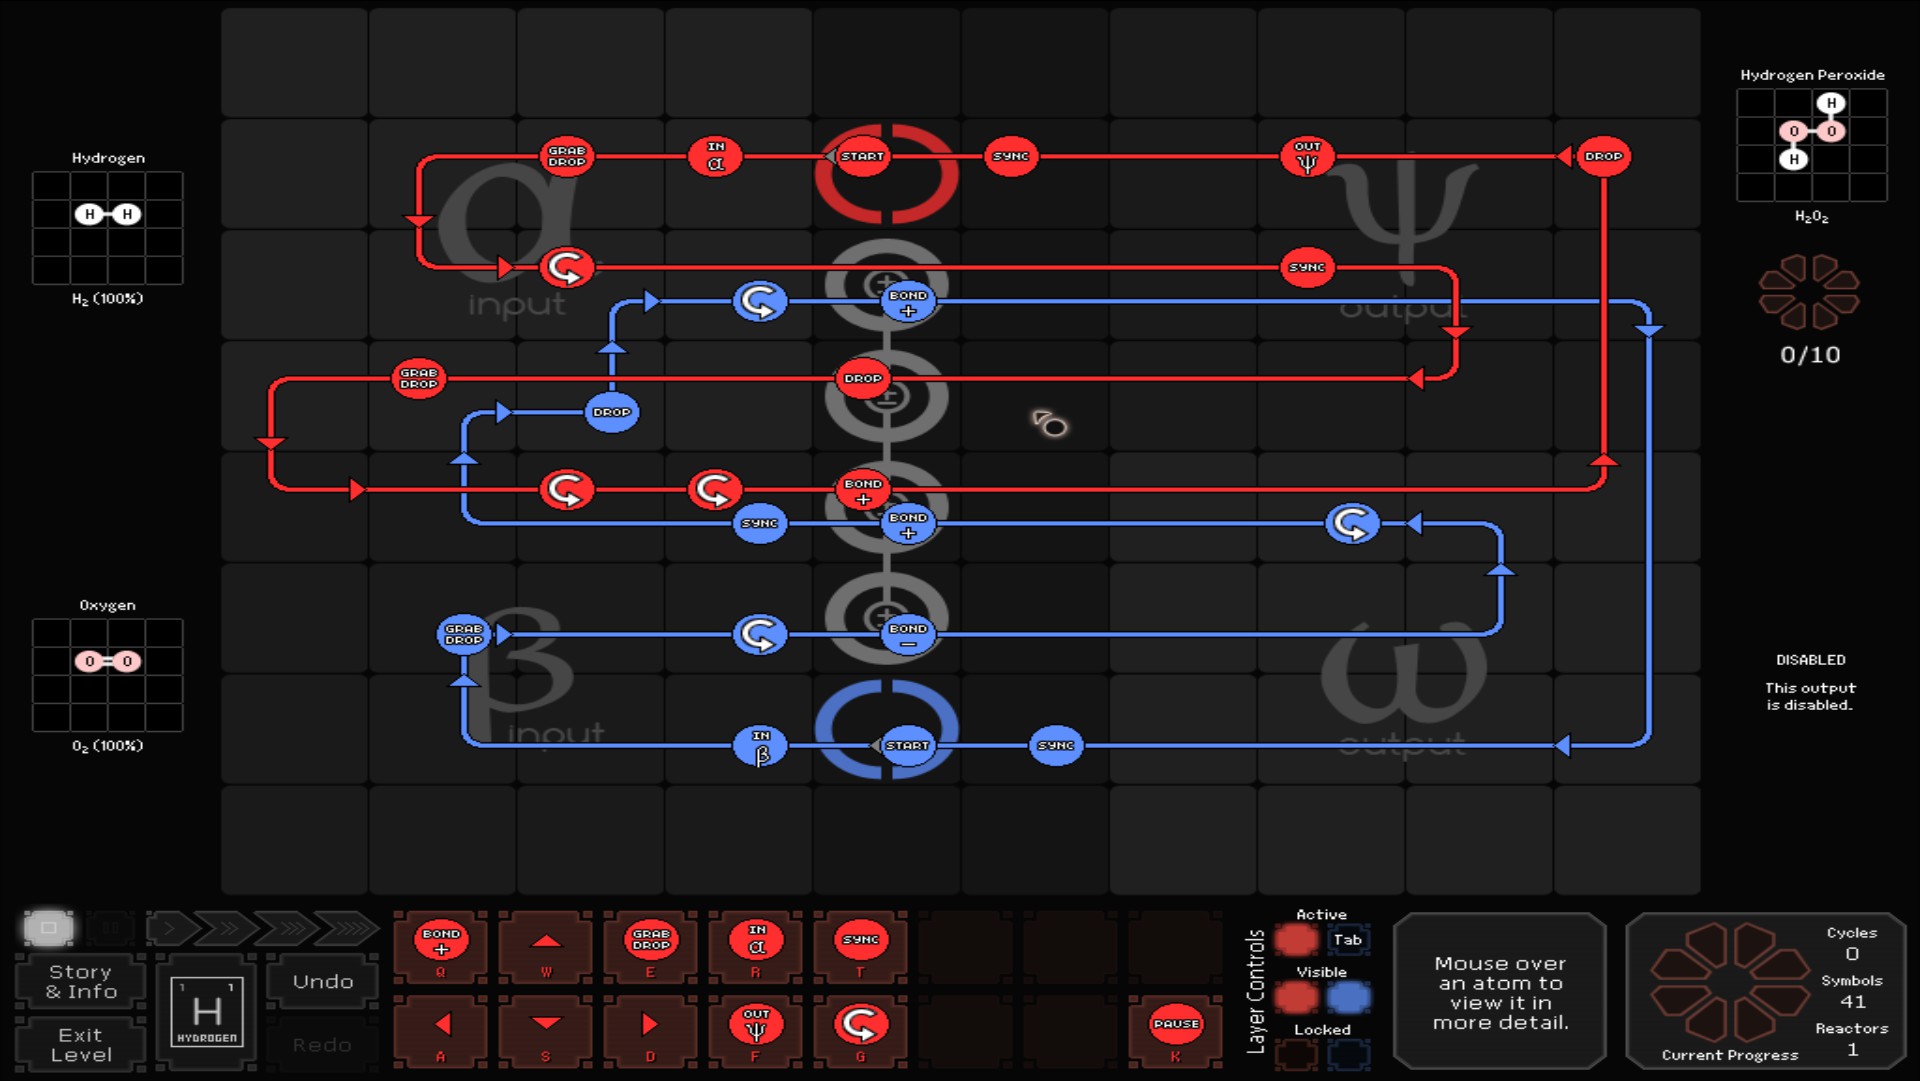 Hydrogen Peroxide
H
O O
H
H₂O₂
0/10
Hydrogen
H H
H₂ (100%)
GRAB DROP
IN α
START
SYNC
OUT ψ
DROP
α
input
ψ
output
SYNC
BOND +
GRAB DROP
DROP
DROP
BOND +
SYNC
BOND +
Oxygen
O O
O₂ (100%)
GRAB DROP
BOND −
β
input
ω
output
IN β
START
SYNC
DISABLED
This output
is disabled.
Story
& Info
Exit
Level
1 1
H
HYDROGEN
Undo
Redo
BOND +
Q
W
GRAB DROP
E
IN α
R
SYNC
T
A
S
D
OUT ψ
F
G
PAUSE
K
Layer Controls
Active
Tab
Visible
Locked
Mouse over
an atom to
view it in
more detail.
Cycles
0
Symbols
41
Reactors
1
Current Progress